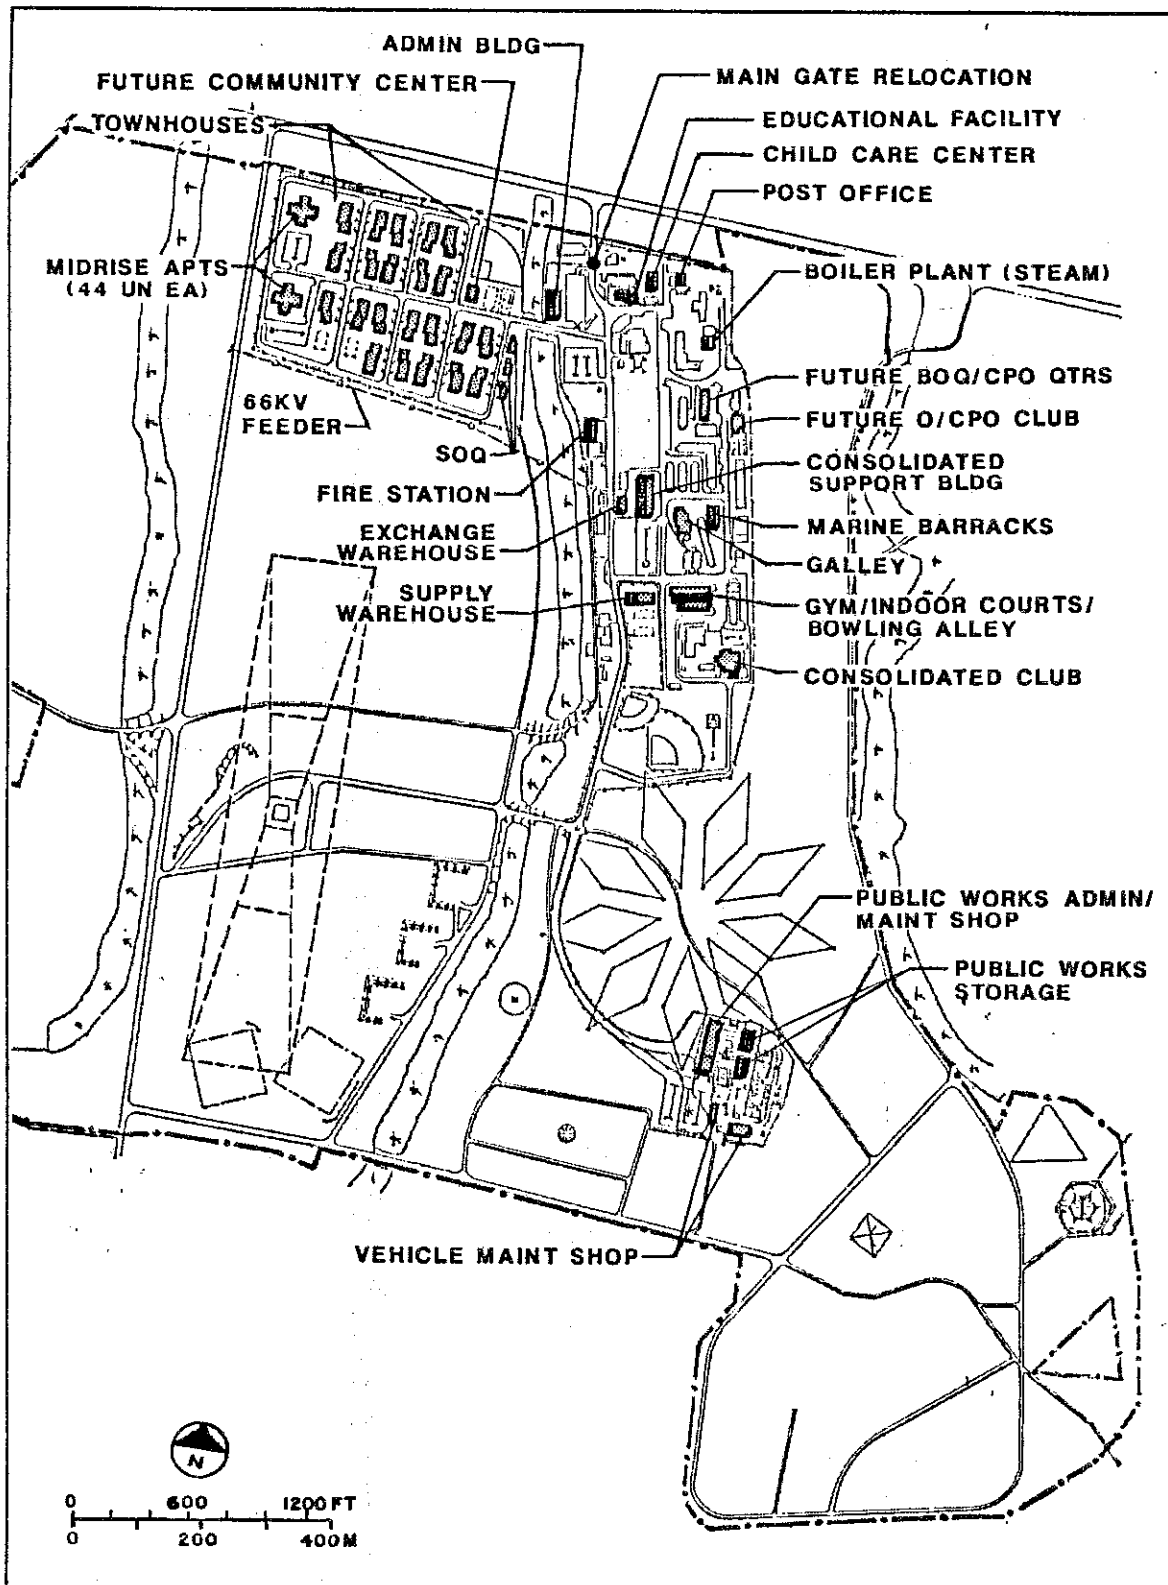 ADMIN BLDG
FUTURE COMMUNITY CENTER
TOWNHOUSES
MAIN GATE RELOCATION
EDUCATIONAL FACILITY
CHILD CARE CENTER
POST OFFICE
MIDRISE APTS
(44 UN EA)
BOILER PLANT (STEAM)
66KV
FEEDER
SOQ
FUTURE BOQ/CPO QTRS
FUTURE O/CPO CLUB
FIRE STATION
CONSOLIDATED
SUPPORT BLDG
EXCHANGE
WAREHOUSE
MARINE BARRACKS
GALLEY
SUPPLY
WAREHOUSE
GYM/INDOOR COURTS/
BOWLING ALLEY
CONSOLIDATED CLUB
PUBLIC WORKS ADMIN/
MAINT SHOP
PUBLIC WORKS
STORAGE
VEHICLE MAINT SHOP
N
0 600 1200 FT
0 200 400M